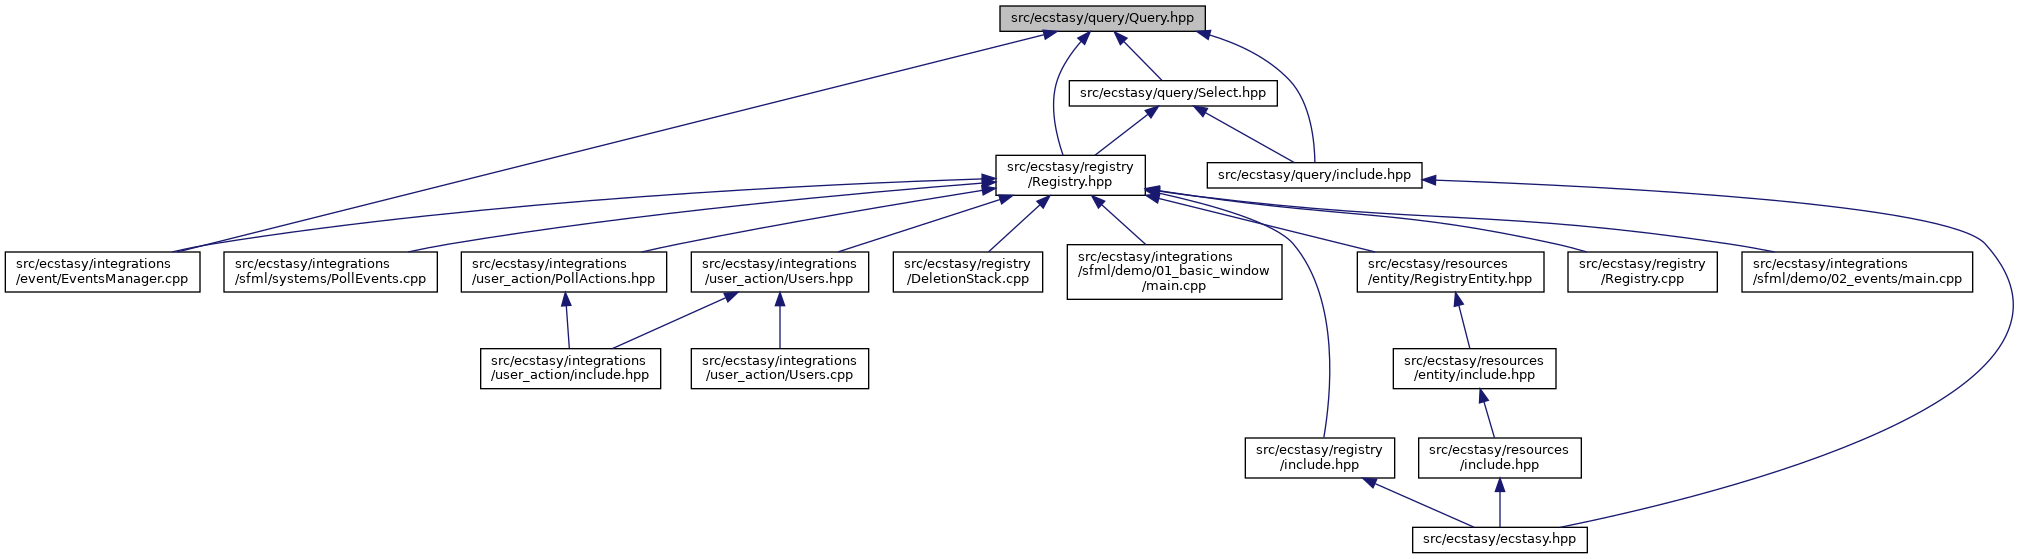 src/ecstasy/query/Query.hpp
src/ecstasy/query/Select.hpp
src/ecstasy/registry
/Registry.hpp
src/ecstasy/query/include.hpp
src/ecstasy/integrations
/event/EventsManager.cpp
src/ecstasy/integrations
/sfml/systems/PollEvents.cpp
src/ecstasy/integrations
/user_action/PollActions.hpp
src/ecstasy/integrations
/user_action/Users.hpp
src/ecstasy/registry
/DeletionStack.cpp
src/ecstasy/integrations
/sfml/demo/01_basic_window
/main.cpp
src/ecstasy/resources
/entity/RegistryEntity.hpp
src/ecstasy/registry
/Registry.cpp
src/ecstasy/integrations
/sfml/demo/02_events/main.cpp
src/ecstasy/integrations
/user_action/include.hpp
src/ecstasy/integrations
/user_action/Users.cpp
src/ecstasy/resources
/entity/include.hpp
src/ecstasy/registry
/include.hpp
src/ecstasy/resources
/include.hpp
src/ecstasy/ecstasy.hpp